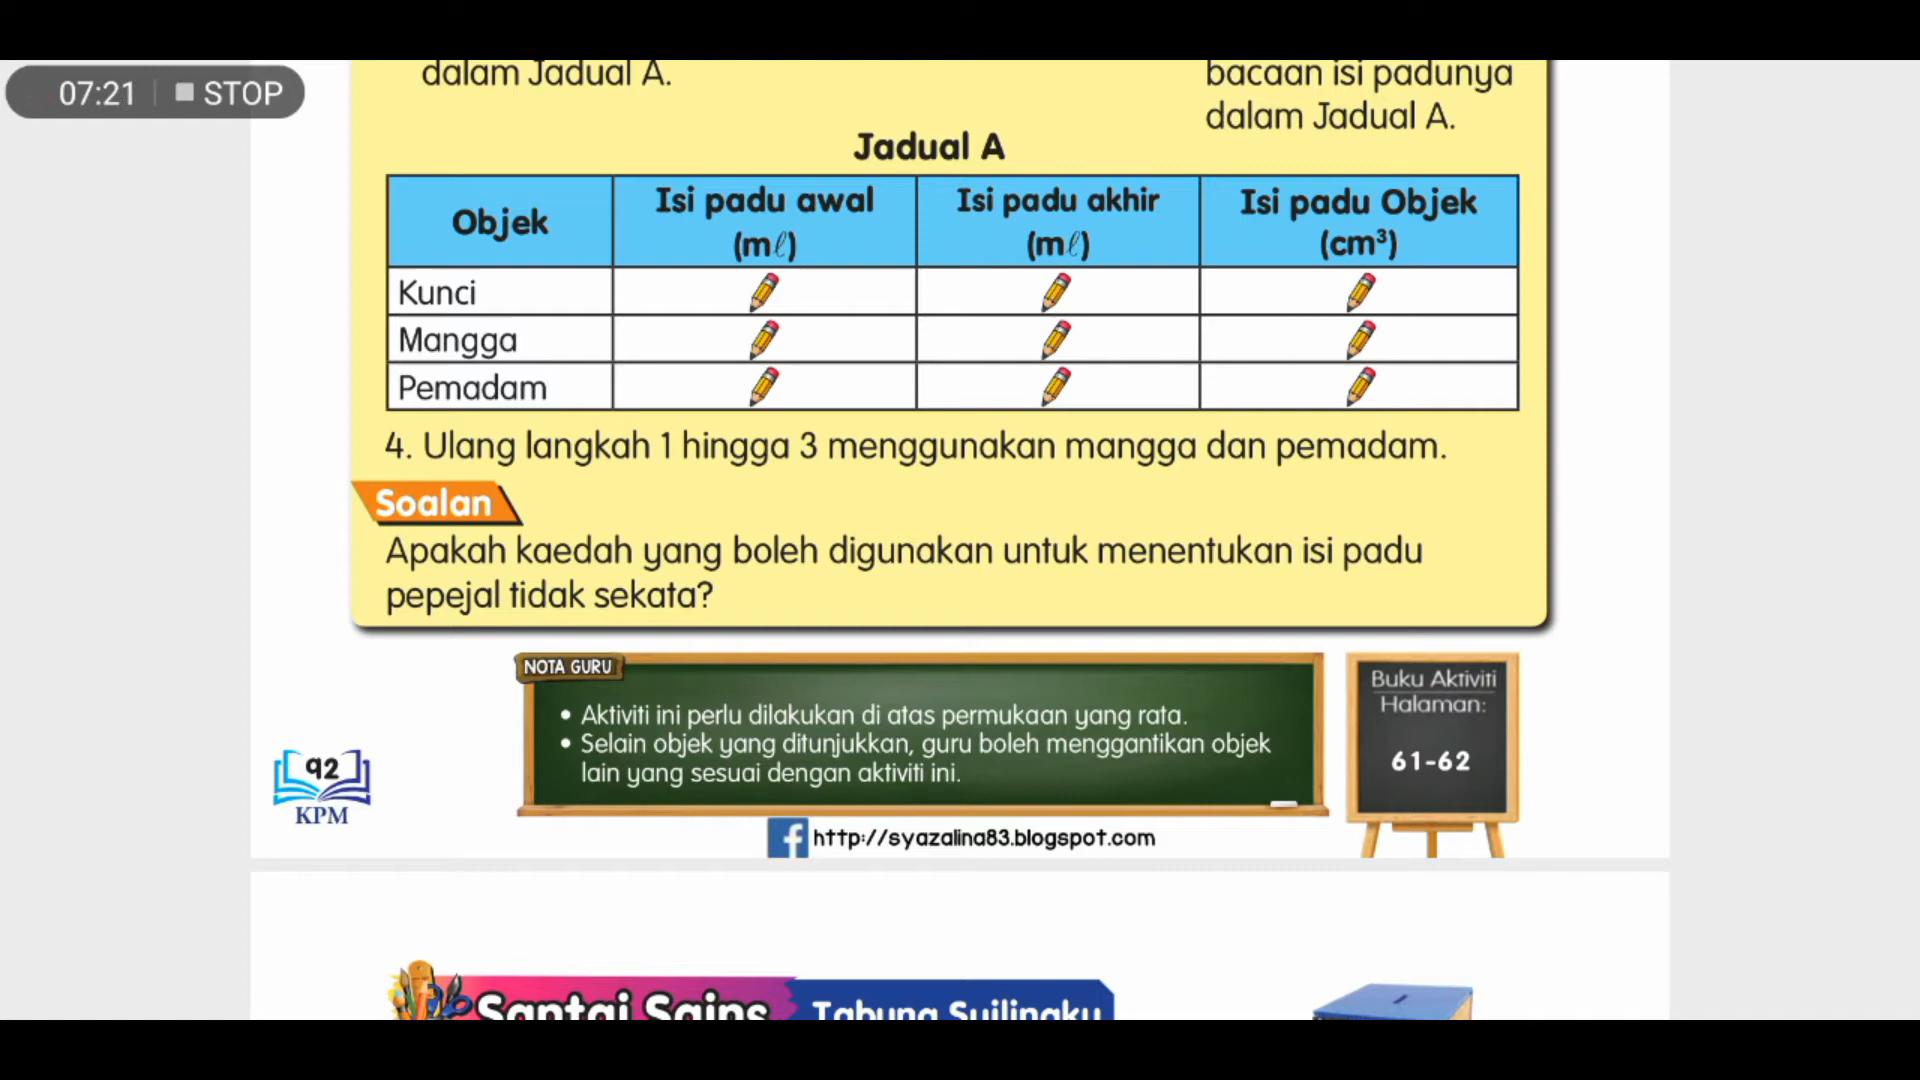 07:21 STOP
dalam Jadual A.
bacaan isi padunya
dalam Jadual A.
Jadual A
Objek
Isi padu awal
(mℓ)
Isi padu akhir
(mℓ)
Isi padu Objek
(cm³)
Kunci
Mangga
Pemadam
4. Ulang langkah 1 hingga 3 menggunakan mangga dan pemadam.
Soalan
Apakah kaedah yang boleh digunakan untuk menentukan isi padu
pepejal tidak sekata?
NOTA GURU
• Aktiviti ini perlu dilakukan di atas permukaan yang rata.
• Selain objek yang ditunjukkan, guru boleh menggantikan objek
lain yang sesuai dengan aktiviti ini.
Buku Aktiviti
Halaman:
61-62
92
KPM
f http://syazalina83.blogspot.com
Santai Sains Tabung Syilingku